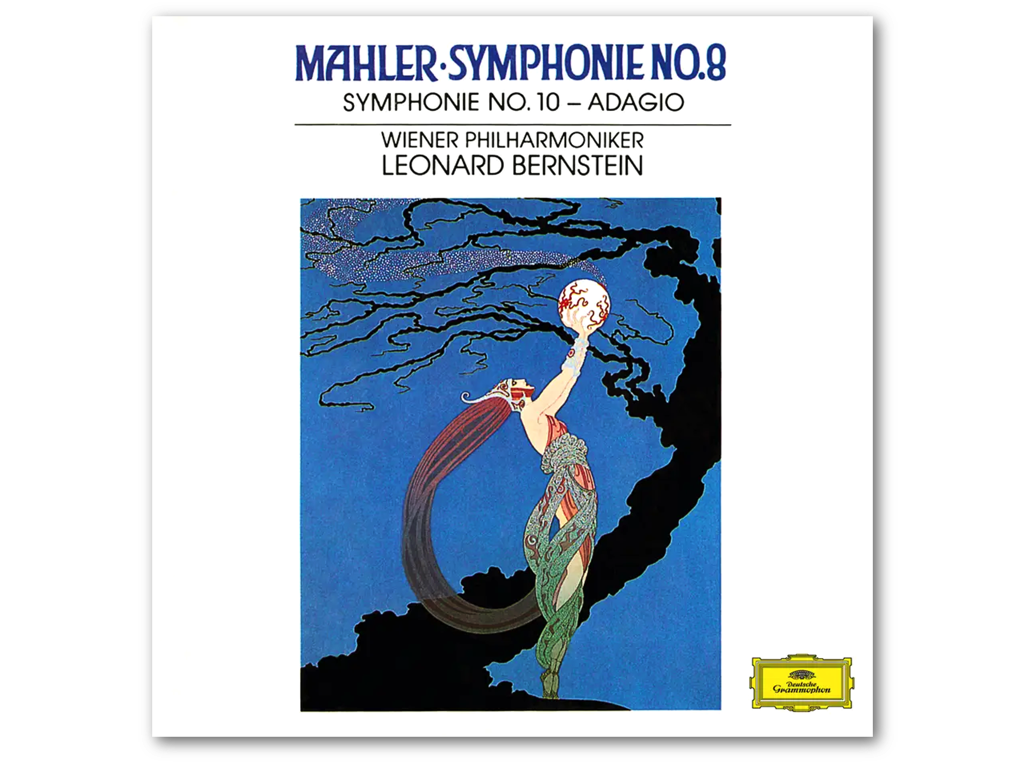 MAHLER·SYMPHONIE NO.8
SYMPHONIE NO. 10 – ADAGIO
WIENER PHILHARMONIKER
LEONARD BERNSTEIN
Deutsche
Grammophon